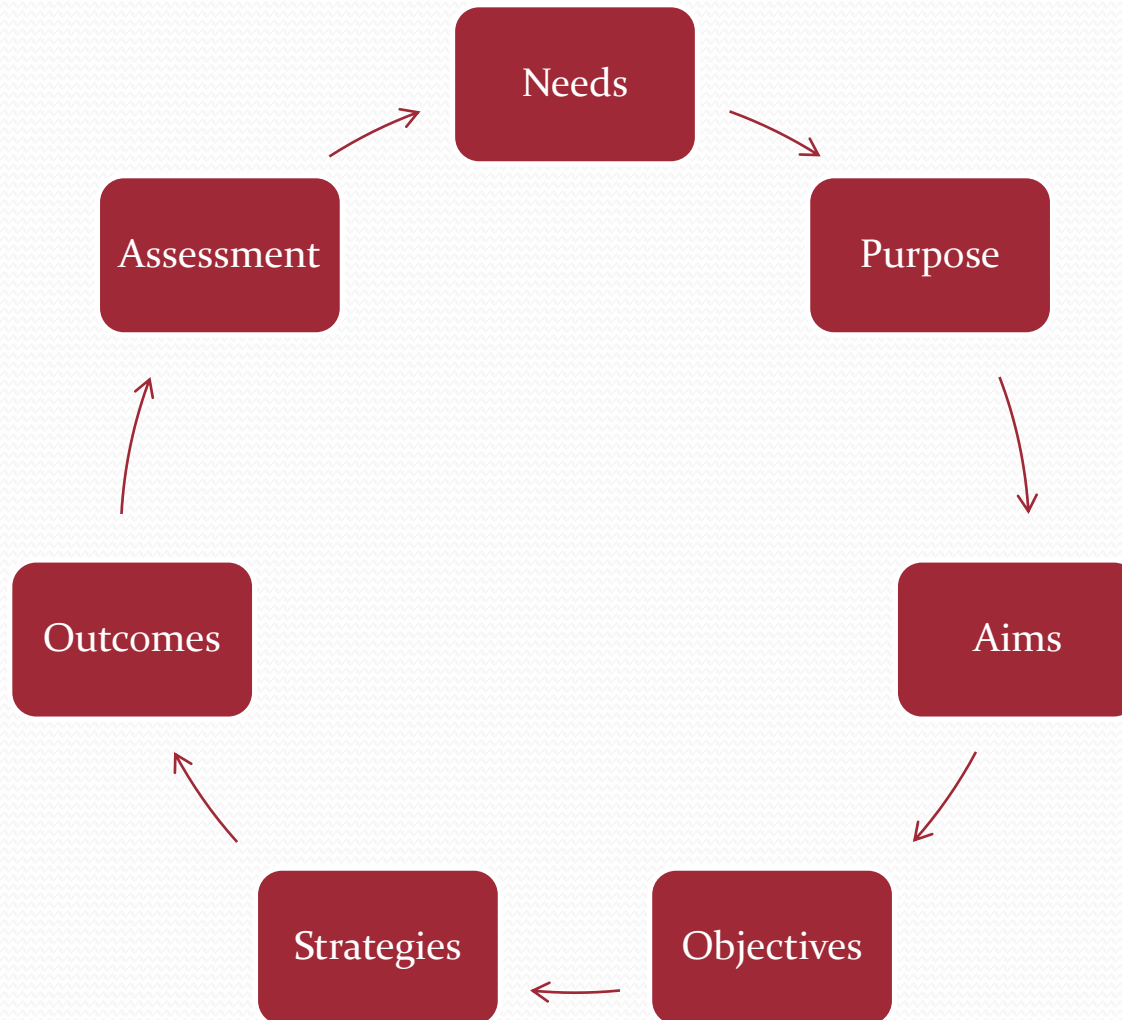 Needs
Purpose
Aims
Objectives
Strategies
Outcomes
Assessment